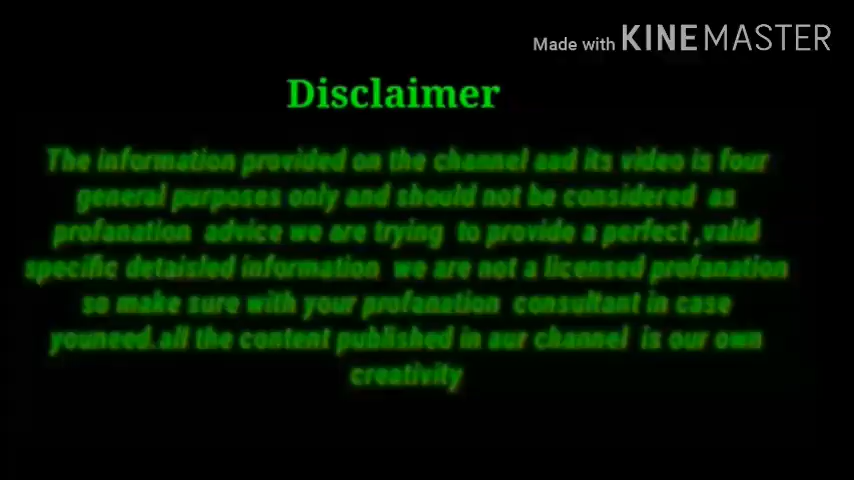 Made with KINEMASTER
Disclaimer
The information provided on the channel aad its video is four
general purposes only and should not be considered as
profanation advice we are trying to provide a perfect ,valid
specific detaisled information we are not a licensed profanation
so make sure with your profanation consultant in case
youneed.all the content published in aur channel is our own
creativity